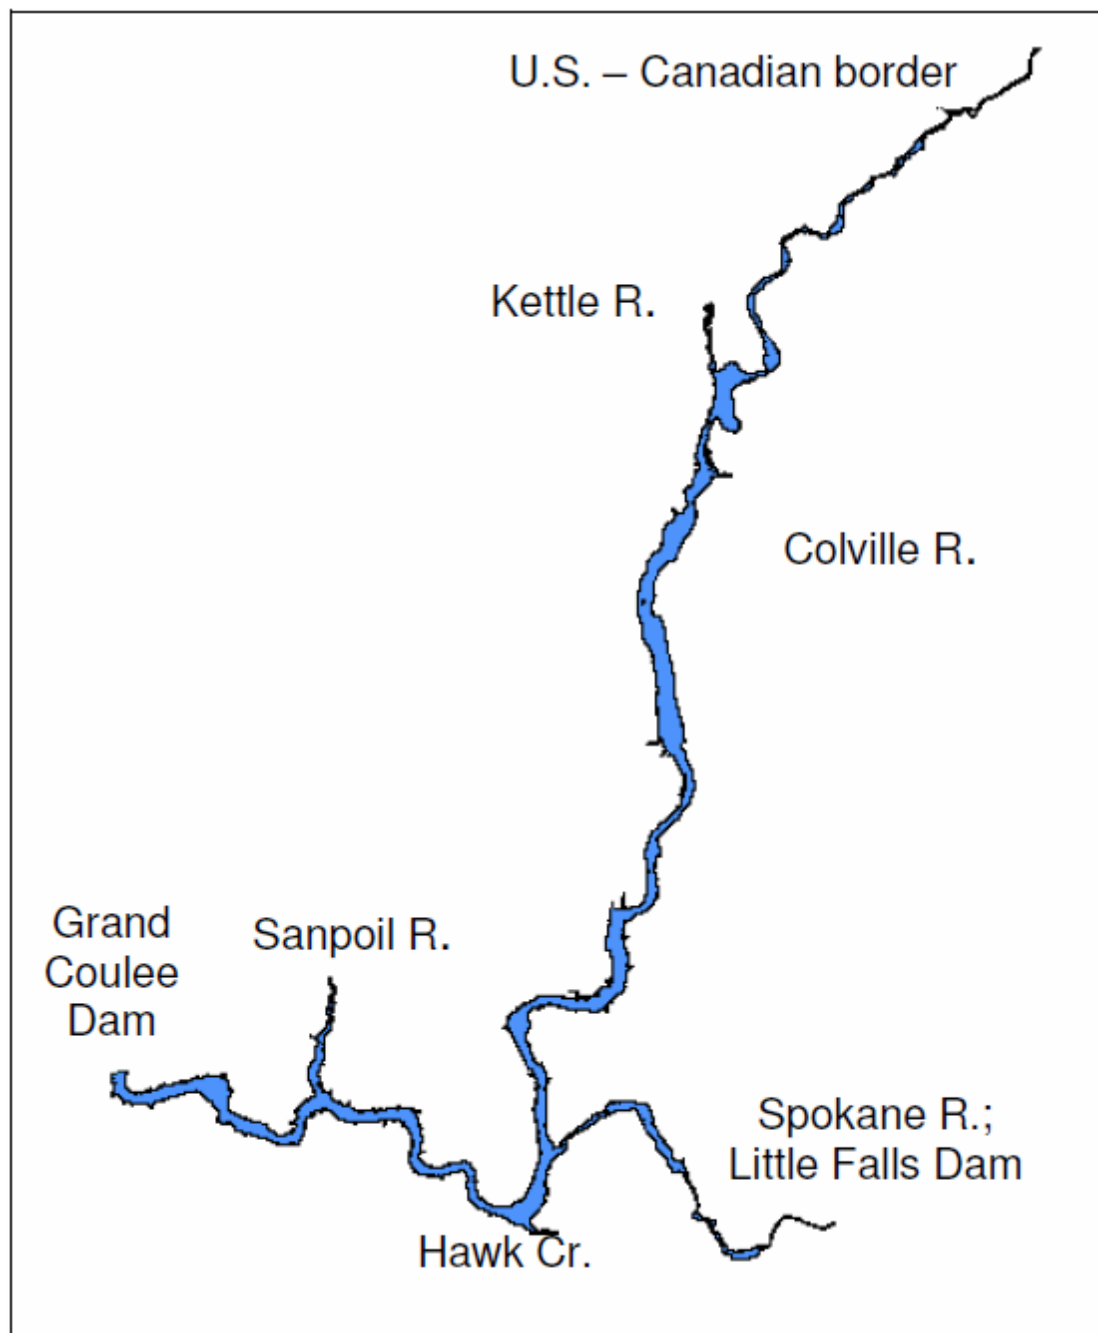 U.S. – Canadian border
Kettle R.
Colville R.
Grand
Coulee
Dam
Sanpoil R.
Spokane R.;
Little Falls Dam
Hawk Cr.